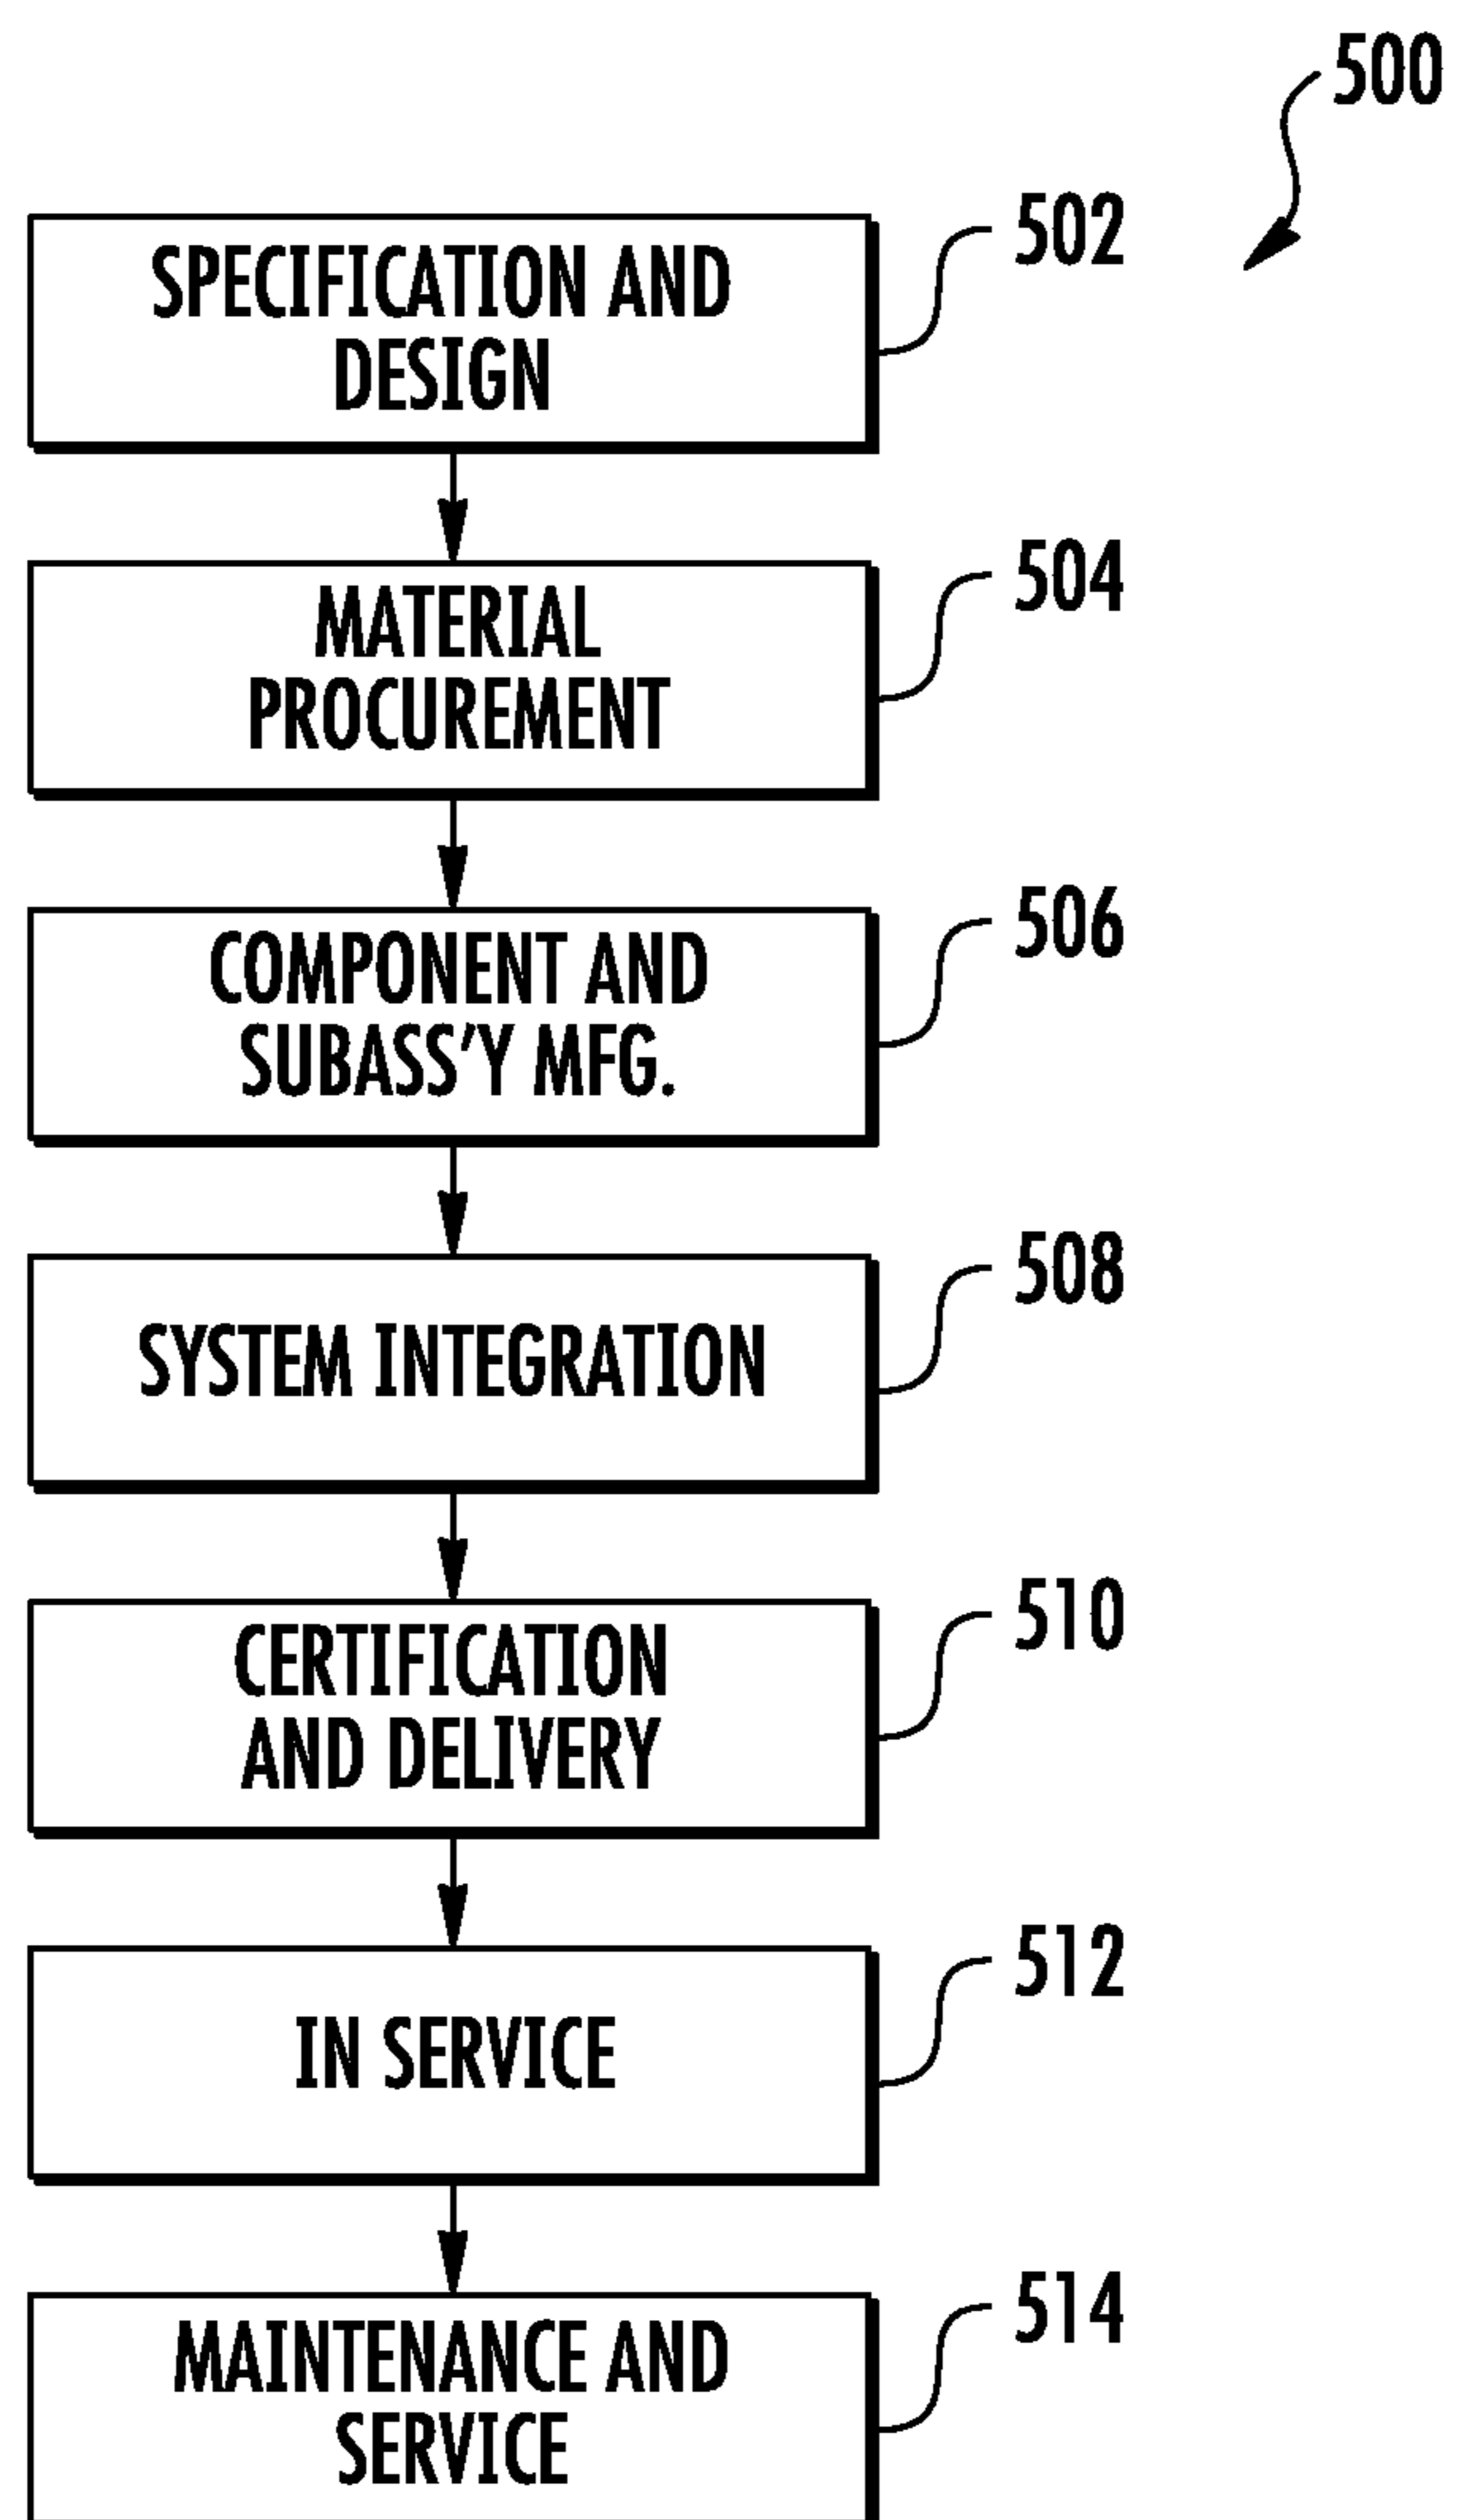 500
502
SPECIFICATION AND
DESIGN
504
MATERIAL
PROCUREMENT
506
COMPONENT AND
SUBASS'Y MFG.
508
SYSTEM INTEGRATION
510
CERTIFICATION
AND DELIVERY
512
IN SERVICE
514
MAINTENANCE AND
SERVICE